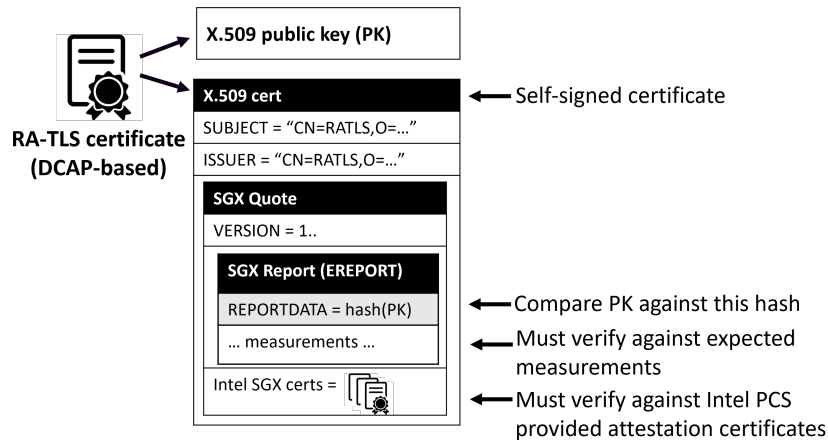 X.509 public key (PK)
RA-TLS certificate
(DCAP-based)
X.509 cert
SUBJECT = “CN=RATLS,O=...”
ISSUER = “CN=RATLS,O=...”
SGX Quote
VERSION = 1..
SGX Report (EREPORT)
REPORTDATA = hash(PK)
... measurements ...
Intel SGX certs =
Self-signed certificate
Compare PK against this hash
Must verify against expected
measurements
Must verify against Intel PCS
provided attestation certificates